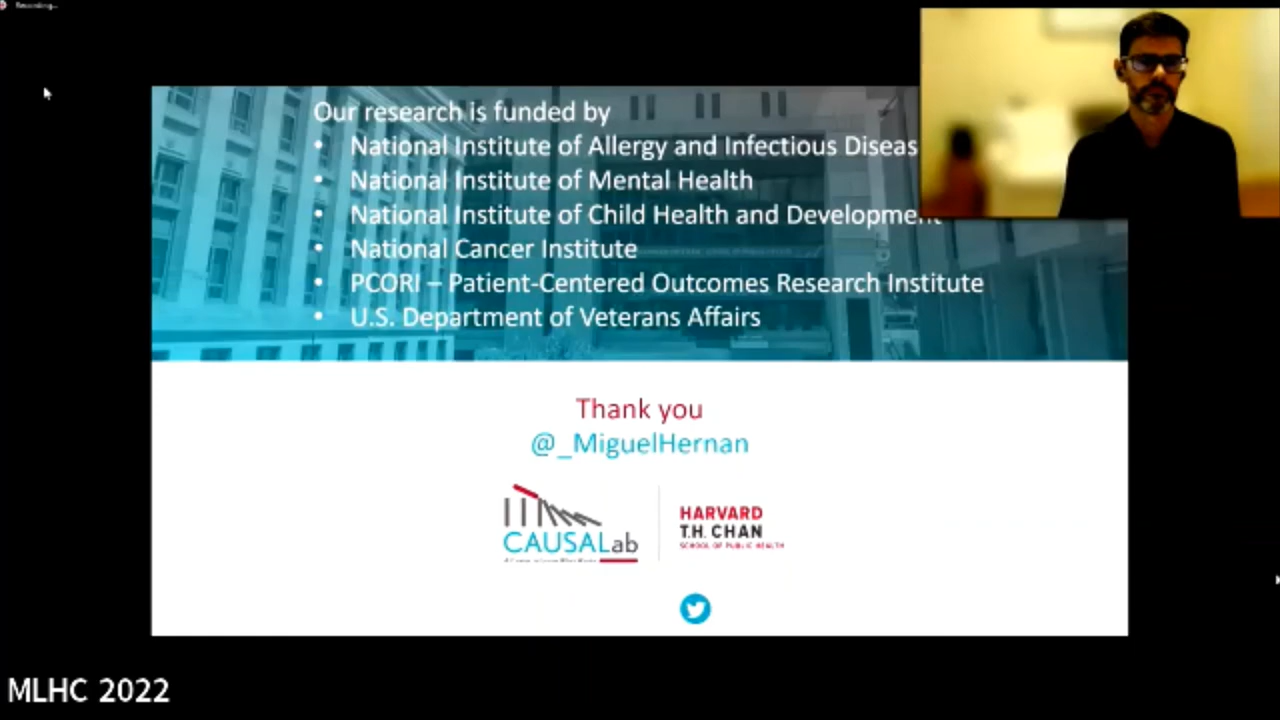 Recording...
Our research is funded by
• National Institute of Allergy and Infectious Diseas
• National Institute of Mental Health
• National Institute of Child Health and Development
• National Cancer Institute
• PCORI – Patient-Centered Outcomes Research Institute
• U.S. Department of Veterans Affairs
Thank you
@_MiguelHernan
CAUSALab
HARVARD
T.H. CHAN
SCHOOL OF PUBLIC HEALTH
MLHC 2022